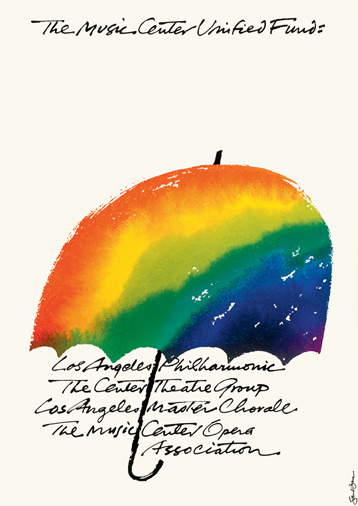 The Music Center Unified Fund:
Los Angeles Philharmonic
The Center Theatre Group
Los Angeles Master Chorale
The Music Center Opera
Association